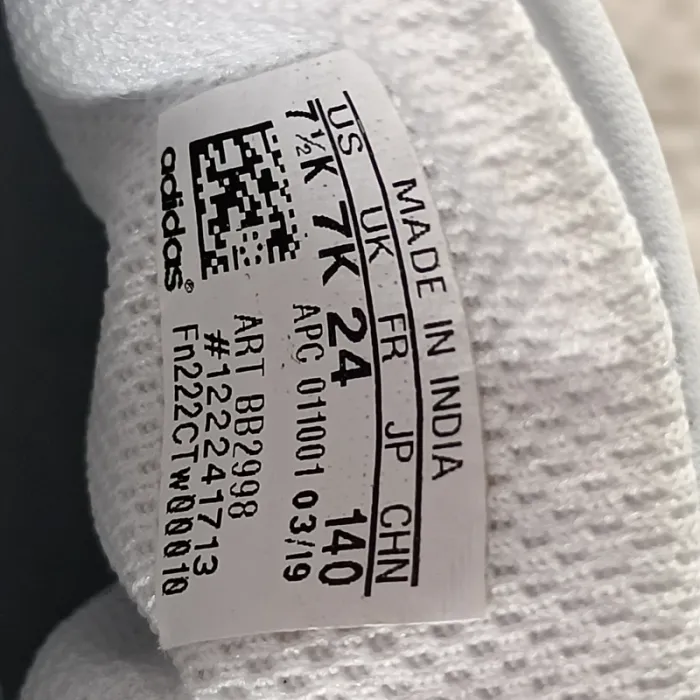 MADE IN INDIA
US UK FR JP CHN
7½K 7K 24 140
APC 011001 03/19
ART BB2998
#122241713
Fn222CTW00010
adidas®